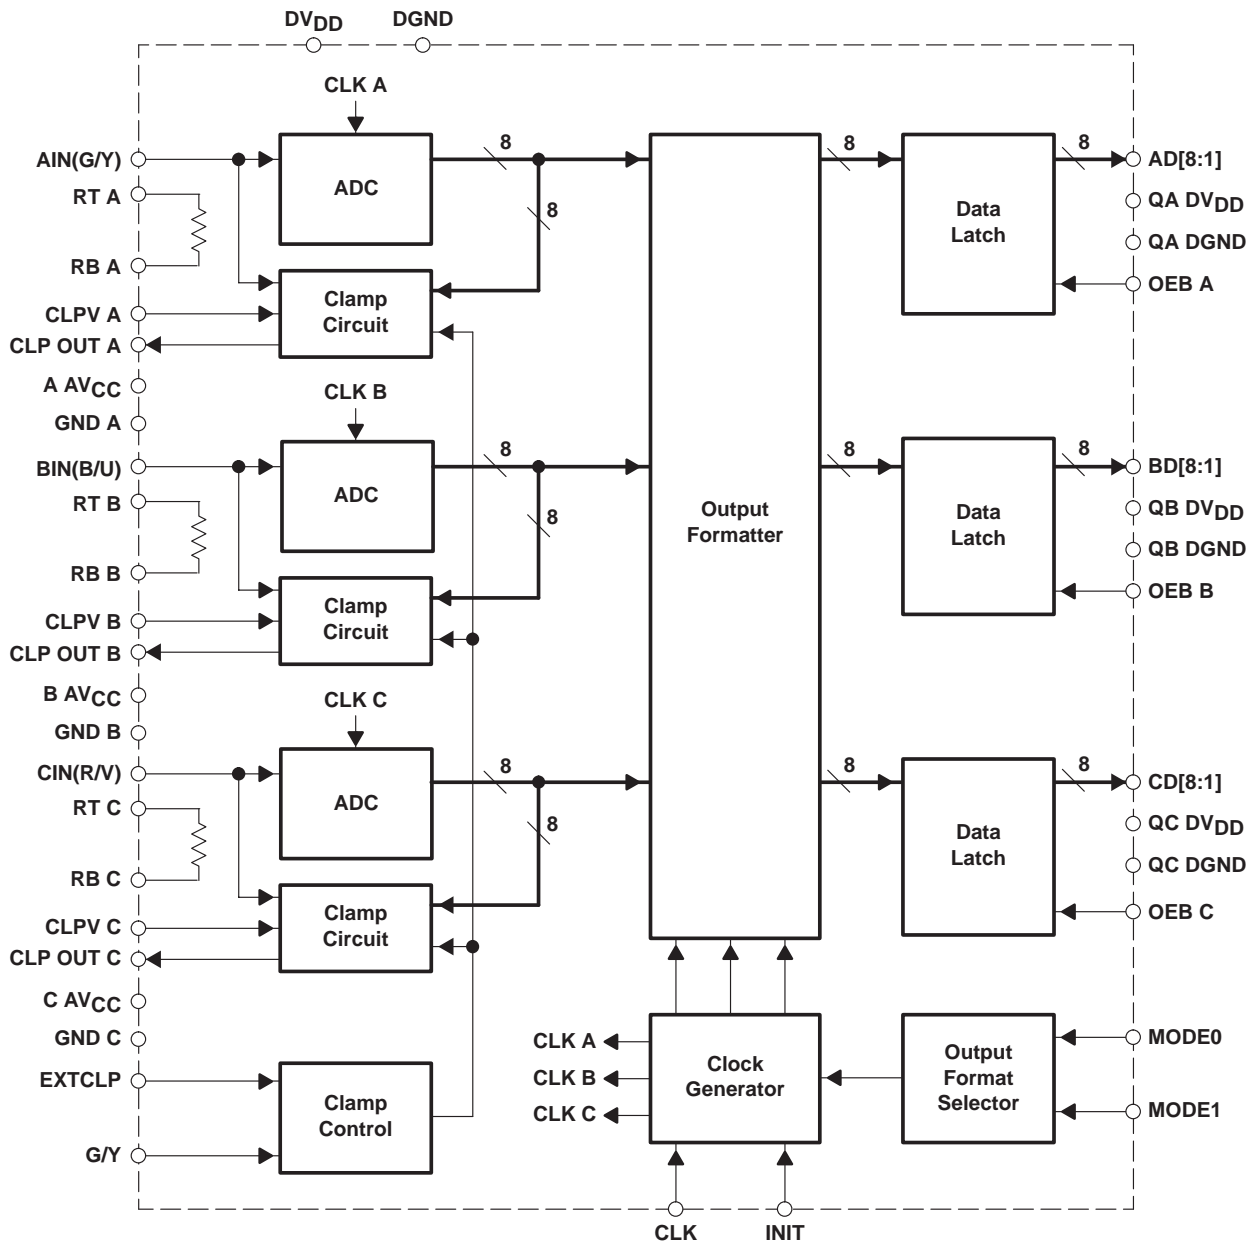 DVDD DGND
CLK A
AIN(G/Y)
RT A
RB A
CLPV A
CLP OUT A
A AVCC
GND A
ADC
8
8
Clamp
Circuit
CLK B
BIN(B/U)
RT B
RB B
CLPV B
CLP OUT B
B AVCC
GND B
ADC
8
8
Clamp
Circuit
CLK C
CIN(R/V)
RT C
RB C
CLPV C
CLP OUT C
C AVCC
GND C
ADC
8
8
Clamp
Circuit
EXTCLP
G/Y
Clamp
Control
Output
Formatter
8
Data
Latch
8
AD[8:1]
QA DVDD
QA DGND
OEB A
8
Data
Latch
8
BD[8:1]
QB DVDD
QB DGND
OEB B
8
Data
Latch
8
CD[8:1]
QC DVDD
QC DGND
OEB C
CLK A
CLK B
CLK C
Clock
Generator
Output
Format
Selector
MODE0
MODE1
CLK INIT